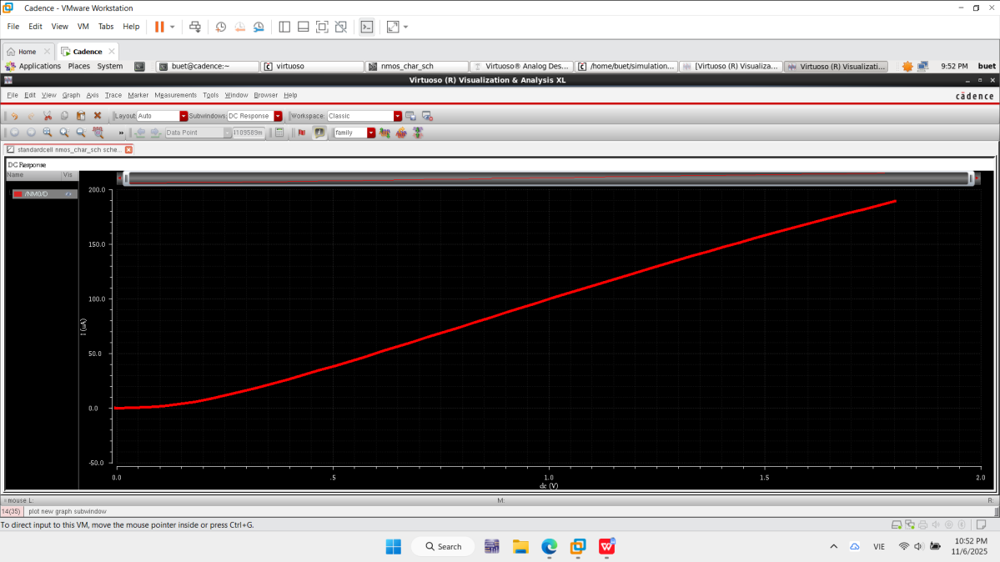 Cadence - VMware Workstation
File Edit View VM Tabs Help
Home Cadence
Applications Places System buet@cadence:~ virtuoso nmos_char_sch Virtuoso® Analog Des... /home/buet/simulation... [Virtuoso (R) Visualiza... Virtuoso (R) Visualizati... 9:52 PM buet
Virtuoso (R) Visualization & Analysis XL
File Edit View Graph Axis Trace Marker Measurements Tools Window Browser Help cādence
Layout: Auto Subwindows: DC Response Workspace: Classic
» Data Point family
standardcell nmos_char_sch sche...
DC Response
Name Vis
/NM0/D
200.0
150.0
100.0
50.0
0.0
-50.0
I (uA)
0.0 .5 1.0 1.5 2.0
dc (V)
mouse L: M: R:
14(35) plot new graph subwindow
To direct input to this VM, move the mouse pointer inside or press Ctrl+G.
Search VIE 10:52 PM
11/6/2025